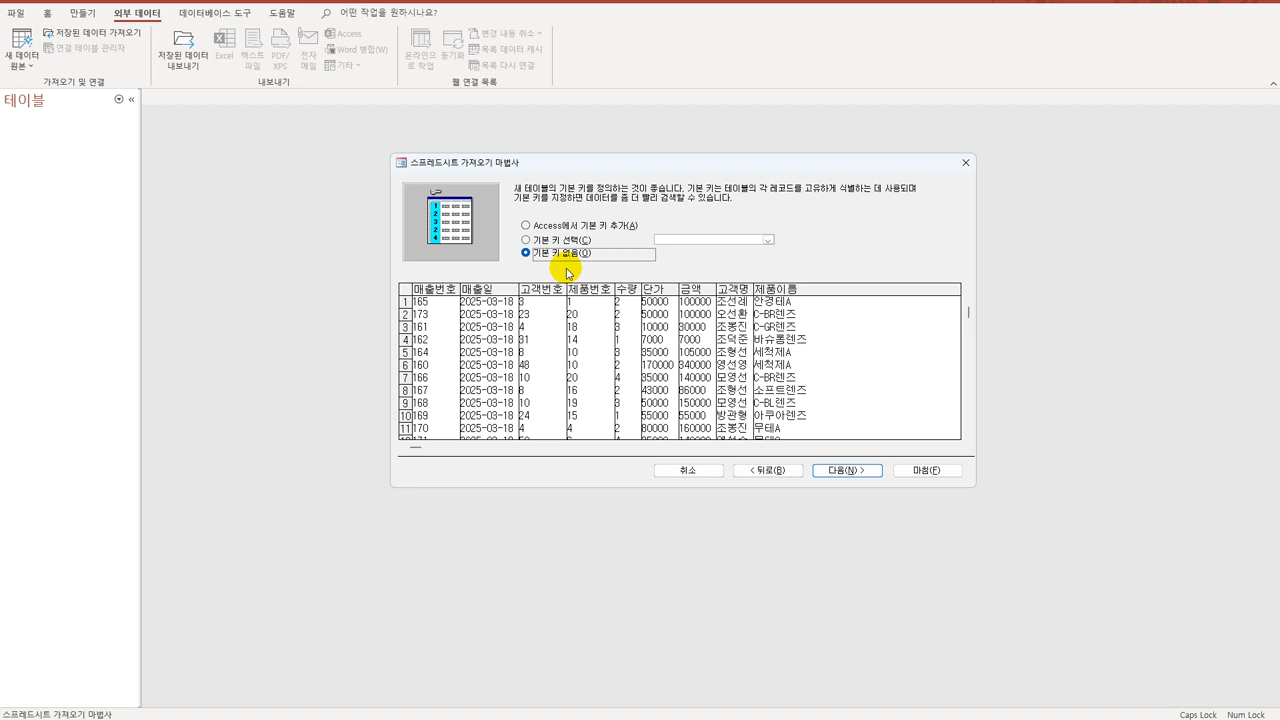 파일 홈 만들기 외부 데이터 데이터베이스 도구 도움말 어떤 작업을 원하시나요?
새 데이터 원본
저장된 데이터 가져오기
연결 테이블 관리자
가져오기 및 연결
저장된 데이터 내보내기
Excel
텍스트 파일
PDF/XPS
전자 메일
Access
Word 병합(W)
기타
내보내기
온라인으로 작업
동기화
변경 내용 취소
목록 데이터 캐시
목록 다시 연결
웹 연결 목록
테이블
스프레드시트 가져오기 마법사
새 테이블의 기본 키를 정의하는 것이 좋습니다. 기본 키는 테이블의 각 레코드를 고유하게 식별하는 데 사용되며
기본 키를 지정하면 데이터를 좀 더 빨리 검색할 수 있습니다.
1 xxx xxx xxx
2 xxx xxx xxx
3 xxx xxx xxx
2 xxx xxx xxx
4 xxx xxx xxx
Access에서 기본 키 추가(A)
기본 키 선택(C)
기본 키 없음(O)
매출번호 매출일 고객번호 제품번호 수량 단가 금액 고객명 제품이름
1 165 2025-03-18 3 1 2 50000 100000 조선례 안경테A
2 173 2025-03-18 23 20 2 50000 100000 오선환 C-BR렌즈
3 161 2025-03-18 4 18 3 10000 30000 조봉진 C-GR렌즈
4 162 2025-03-18 31 14 1 7000 7000 조덕준 바슈롬렌즈
5 164 2025-03-18 8 10 3 35000 105000 조형선 세척제A
6 160 2025-03-18 48 10 2 170000 340000 영선영 세척제A
7 166 2025-03-18 10 20 4 35000 140000 모영선 C-BR렌즈
8 167 2025-03-18 8 16 2 43000 86000 조형선 소프트렌즈
9 168 2025-03-18 10 19 3 50000 150000 모영선 C-BL렌즈
10 169 2025-03-18 24 15 1 55000 55000 방관형 아쿠아렌즈
11 170 2025-03-18 4 4 2 80000 160000 조봉진 무테A
취소 < 뒤로(B) 다음(N) > 마침(F)
스프레드시트 가져오기 마법사 Caps Lock Num Lock